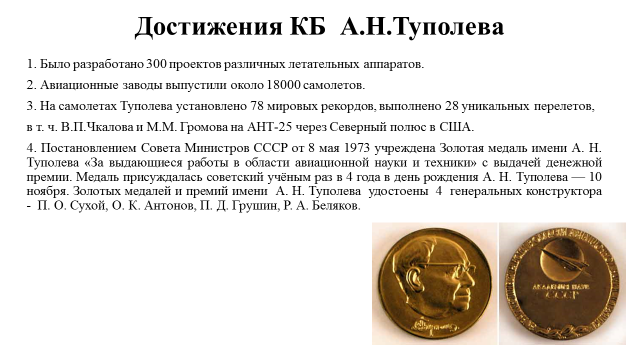 Достижения КБ А.Н.Туполева
1. Было разработано 300 проектов различных летательных аппаратов.
2. Авиационные заводы выпустили около 18000 самолетов.
3. На самолетах Туполева установлено 78 мировых рекордов, выполнено 28 уникальных перелетов,
в т. ч. В.П.Чкалова и М.М. Громова на АНТ-25 через Северный полюс в США.
4. Постановлением Совета Министров СССР от 8 мая 1973 учреждена Золотая медаль имени А. Н.
Туполева «За выдающиеся работы в области авиационной науки и техники» с выдачей денежной
премии. Медаль присуждалась советский учёным раз в 4 года в день рождения А. Н. Туполева — 10
ноября. Золотых медалей и премий имени А. Н. Туполева удостоены 4 генеральных конструктора
- П. О. Сухой, О. К. Антонов, П. Д. Грушин, Р. А. Беляков.
АКАДЕМИЯ НАУК
СССР